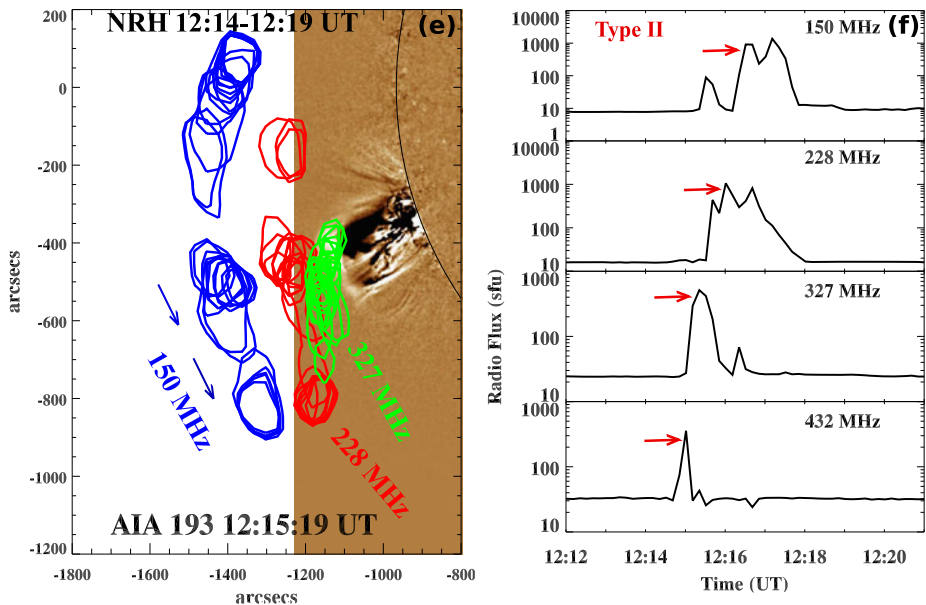 NRH 12:14-12:19 UT (e)
200
0
-200
-400
-600
-800
-1000
-1200
arcsecs
150 MHz
327 MHz
228 MHz
AIA 193 12:15:19 UT
-1800 -1600 -1400 -1200 -1000 -800
arcsecs
Type II 150 MHz (f)
10000
1000
100
10
1
228 MHz
10000
1000
100
10
327 MHz
1000
100
10
432 MHz
1000
100
10
Radio Flux (sfu)
12:12 12:14 12:16 12:18 12:20
Time (UT)